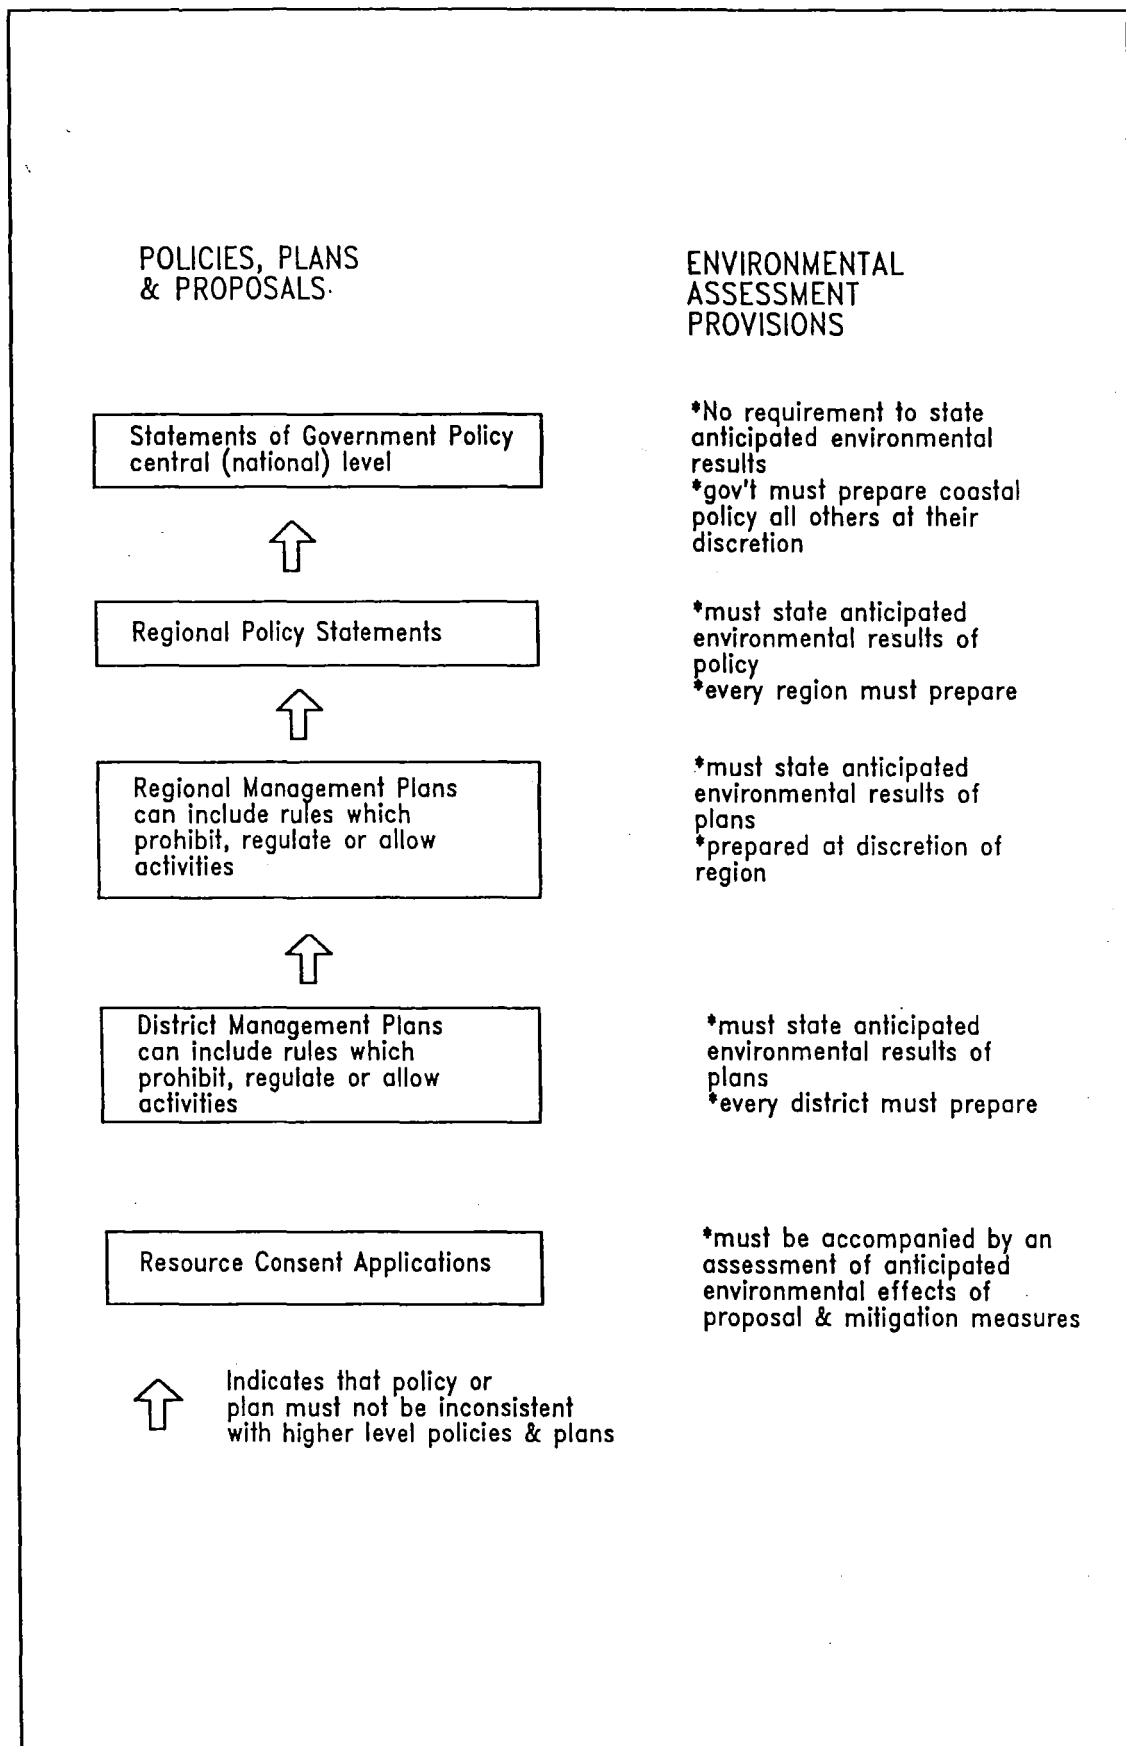 POLICIES, PLANS
& PROPOSALS
ENVIRONMENTAL
ASSESSMENT
PROVISIONS
Statements of Government Policy
central (national) level
*No requirement to state
anticipated environmental
results
*gov't must prepare coastal
policy all others at their
discretion
Regional Policy Statements
*must state anticipated
environmental results of
policy
*every region must prepare
Regional Management Plans
can include rules which
prohibit, regulate or allow
activities
*must state anticipated
environmental results of
plans
*prepared at discretion of
region
District Management Plans
can include rules which
prohibit, regulate or allow
activities
*must state anticipated
environmental results of
plans
*every district must prepare
Resource Consent Applications
*must be accompanied by an
assessment of anticipated
environmental effects of
proposal & mitigation measures
Indicates that policy or
plan must not be inconsistent
with higher level policies & plans